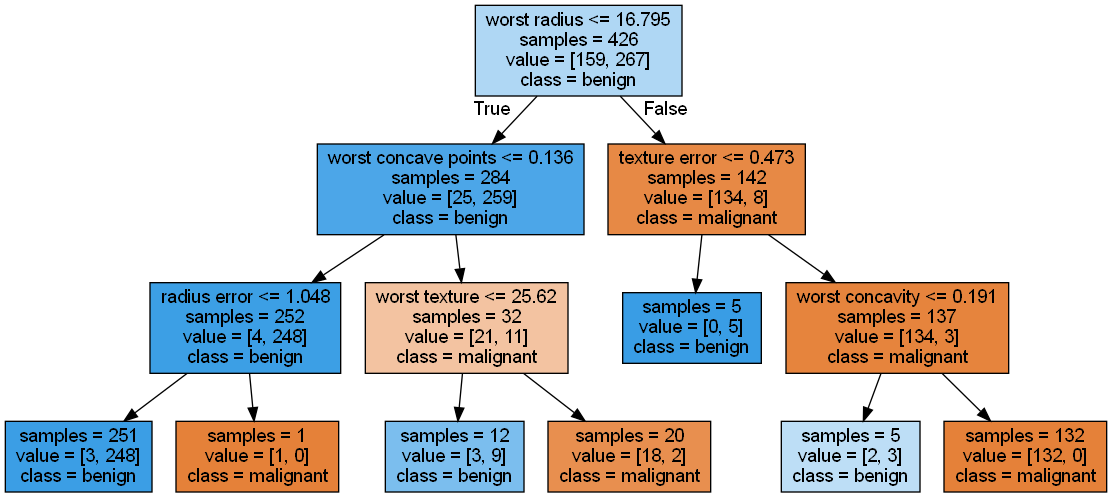 worst radius <= 16.795
samples = 426
value = [159, 267]
class = benign
True
False
worst concave points <= 0.136
samples = 284
value = [25, 259]
class = benign
texture error <= 0.473
samples = 142
value = [134, 8]
class = malignant
radius error <= 1.048
samples = 252
value = [4, 248]
class = benign
worst texture <= 25.62
samples = 32
value = [21, 11]
class = malignant
samples = 5
value = [0, 5]
class = benign
worst concavity <= 0.191
samples = 137
value = [134, 3]
class = malignant
samples = 251
value = [3, 248]
class = benign
samples = 1
value = [1, 0]
class = malignant
samples = 12
value = [3, 9]
class = benign
samples = 20
value = [18, 2]
class = malignant
samples = 5
value = [2, 3]
class = benign
samples = 132
value = [132, 0]
class = malignant